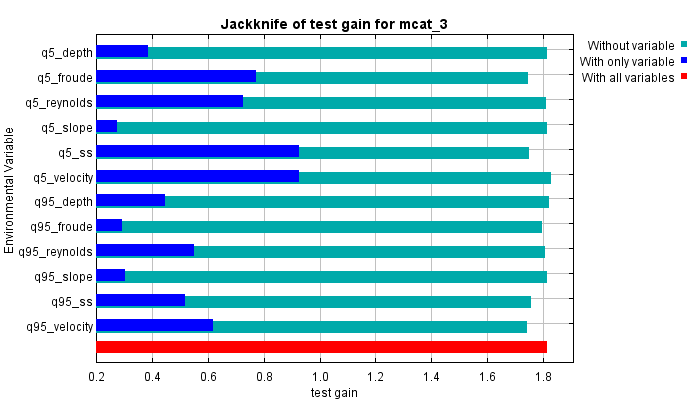 Jackknife of test gain for mcat_3
Without variable
With only variable
With all variables
Environmental Variable
q5_depth
q5_froude
q5_reynolds
q5_slope
q5_ss
q5_velocity
q95_depth
q95_froude
q95_reynolds
q95_slope
q95_ss
q95_velocity
0.2 0.4 0.6 0.8 1.0 1.2 1.4 1.6 1.8
test gain